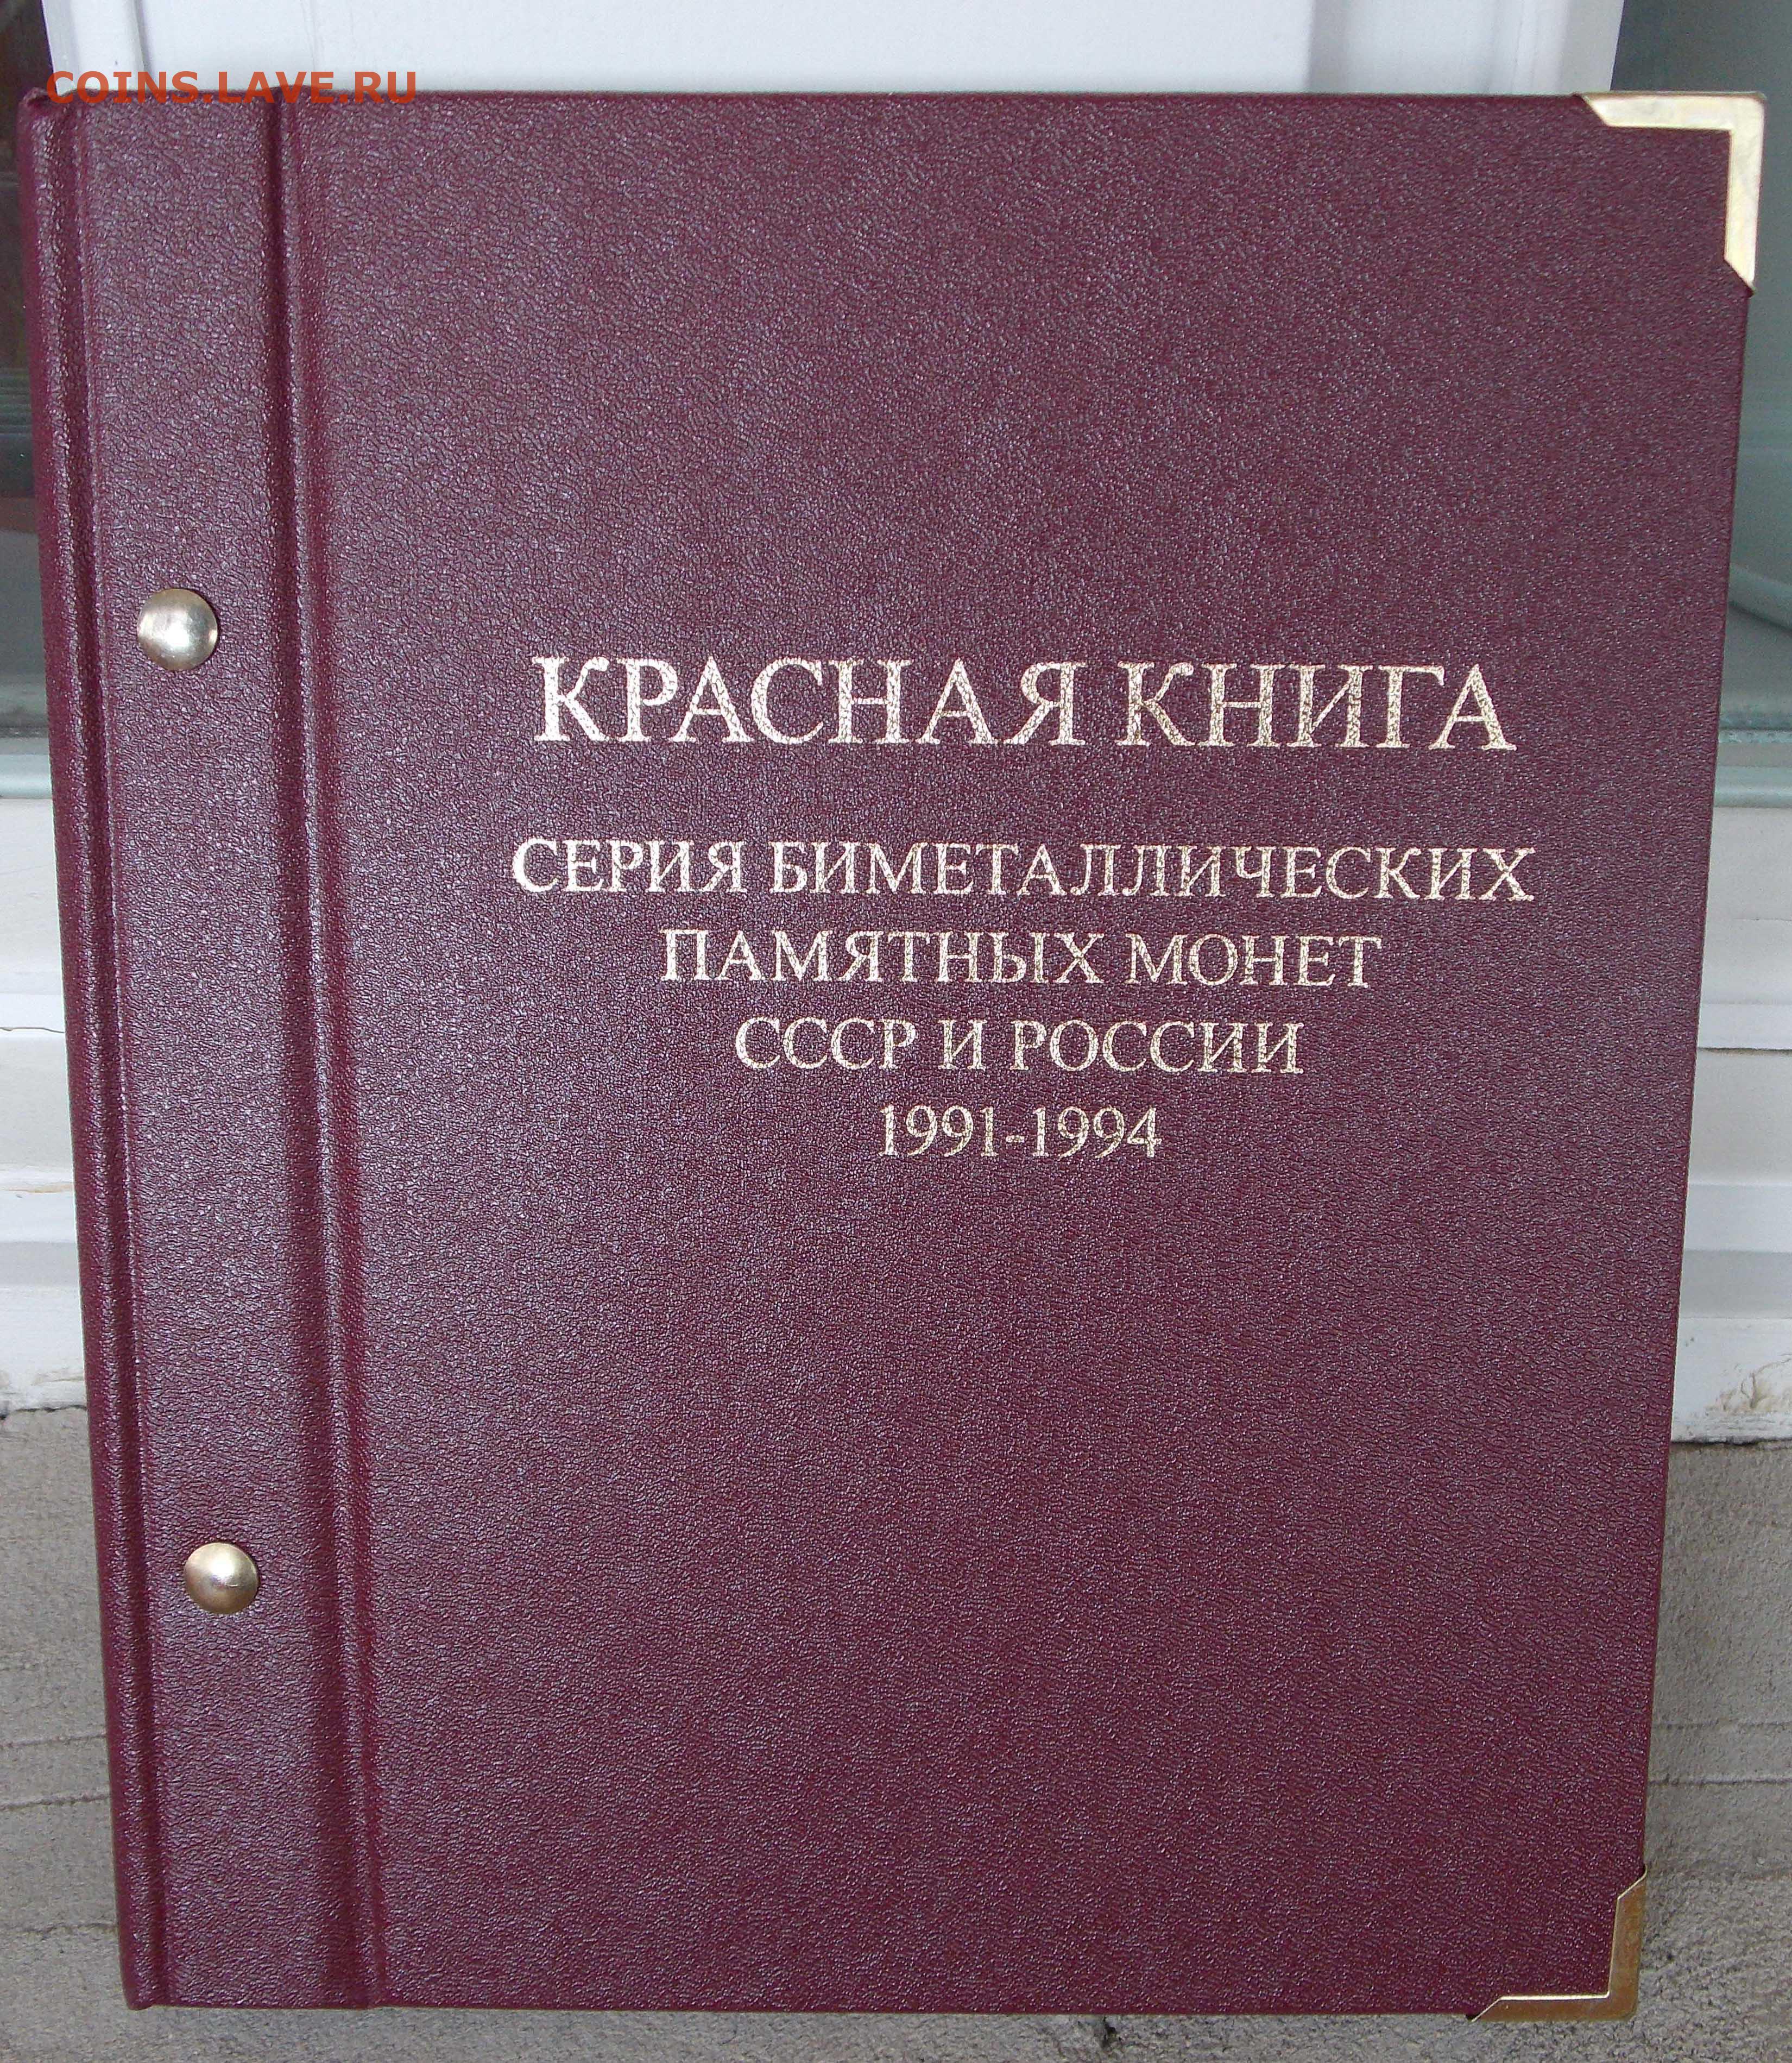 COINS.LAVE.RU
КРАСНАЯ КНИГА
СЕРИЯ БИМЕТАЛЛИЧЕСКИХ
ПАМЯТНЫХ МОНЕТ
СССР И РОССИИ
1991-1994